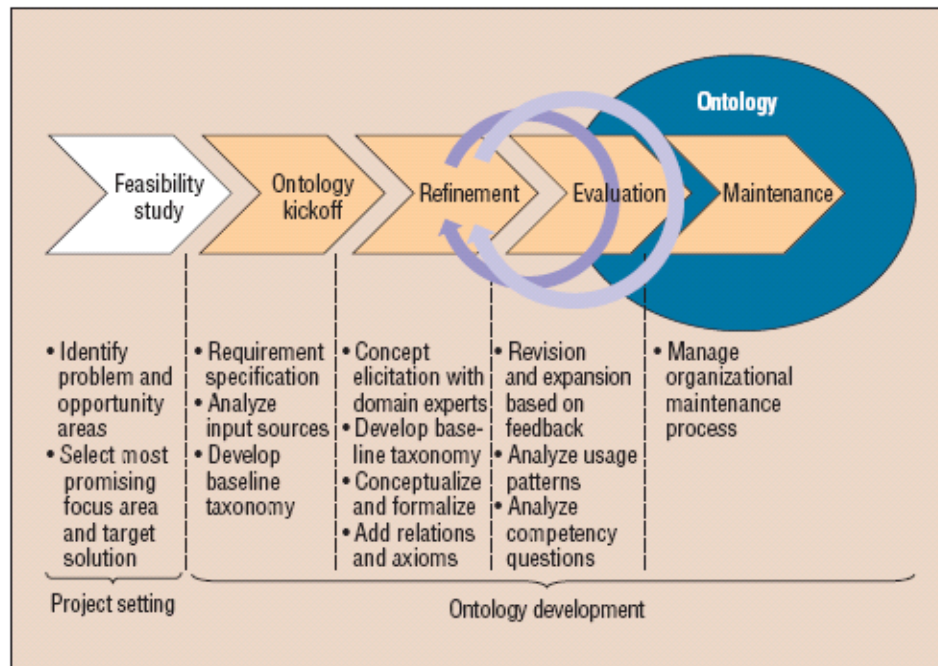 Ontology
Feasibility
study
Ontology
kickoff
Refinement
Evaluation
Maintenance
• Identify
problem and
opportunity
areas
• Select most
promising
focus area
and target
solution
• Requirement
specification
• Analyze
input sources
• Develop
baseline
taxonomy
• Concept
elicitation with
domain experts
• Develop base-
line taxonomy
• Conceptualize
and formalize
• Add relations
and axioms
• Revision
and expansion
based on
feedback
• Analyze usage
patterns
• Analyze
competency
questions
• Manage
organizational
maintenance
process
Project setting
Ontology development